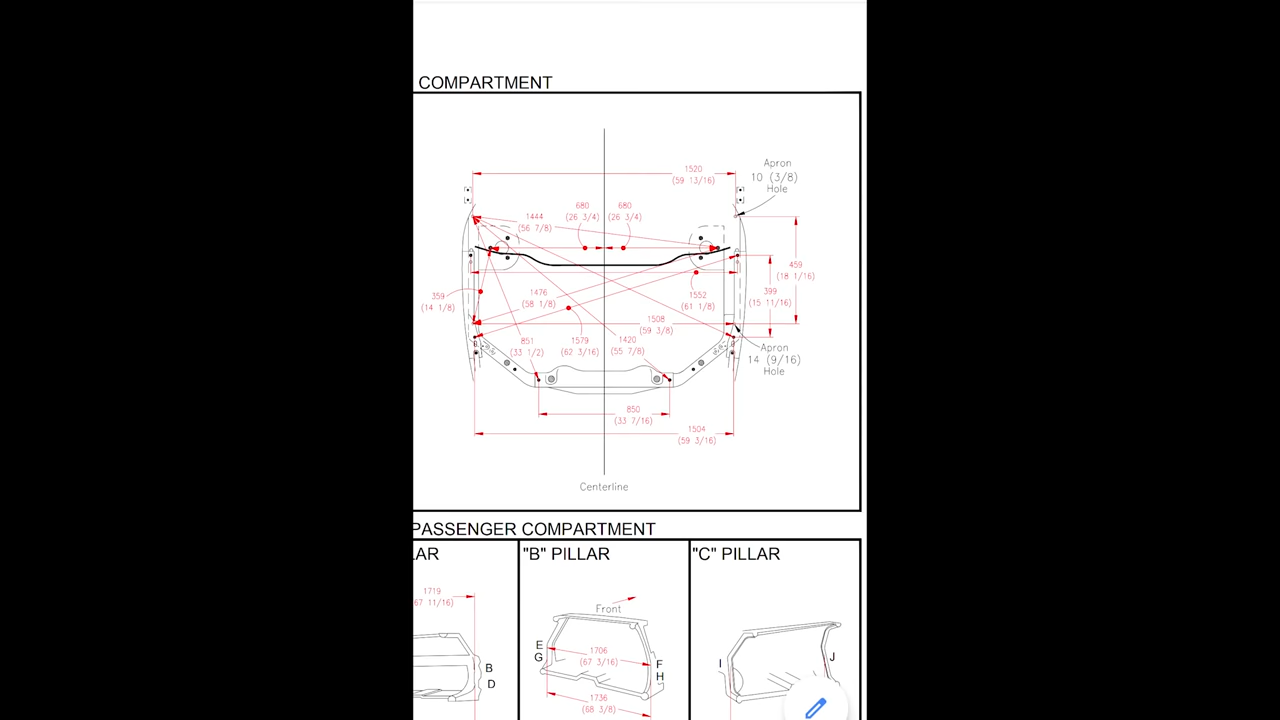 COMPARTMENT
1520
(59 13/16)
Apron
10 (3/8)
Hole
680
(26 3/4)
680
(26 3/4)
1444
(56 7/8)
459
(18 1/16)
399
(15 11/16)
359
(14 1/8)
1476
(58 1/8)
1552
(61 1/8)
1508
(59 3/8)
851
(33 1/2)
1579
(62 3/16)
1420
(55 7/8)
Apron
14 (9/16)
Hole
850
(33 7/16)
1504
(59 3/16)
Centerline
PASSENGER COMPARTMENT
LAR
"B" PILLAR
"C" PILLAR
1719
67 11/16)
Front
E
G
1706
(67 3/16)
F
H
B
D
I
J
1736
(68 3/8)